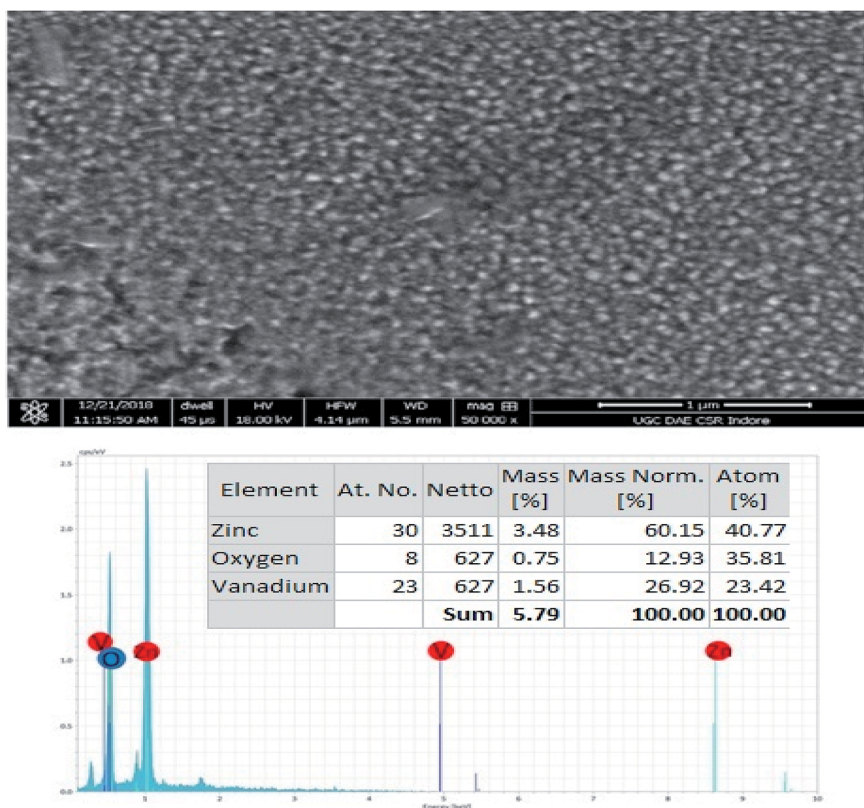 12/21/2018 dwell HV HFW WD mag 1 µm
11:15:50 AM 45 µs 18.00 kV 4.14 µm 5.5 mm 50 000 x UGC DAE CSR Indore
cps/eV
Element At. No. Netto Mass [%] Mass Norm. [%] Atom [%]
Zinc 30 3511 3.48 60.15 40.77
Oxygen 8 627 0.75 12.93 35.81
Vanadium 23 627 1.56 26.92 23.42
Sum 5.79 100.00 100.00
2.5
2.0
1.5
1.0
0.5
0.0
V O Zn V Zn
1 2 3 4 5 6 7 8 9 10
Energy [keV]